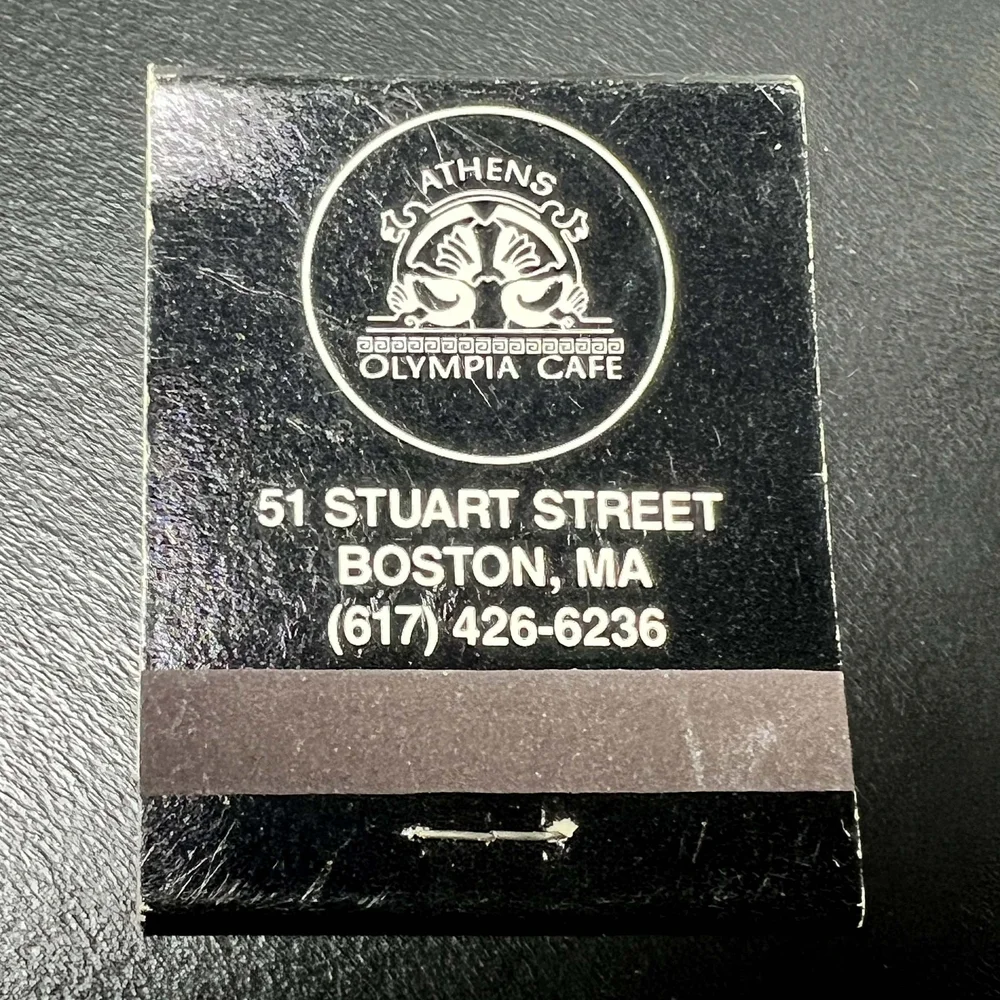 ATHENS
OLYMPIA CAFE
51 STUART STREET
BOSTON, MA
(617) 426-6236